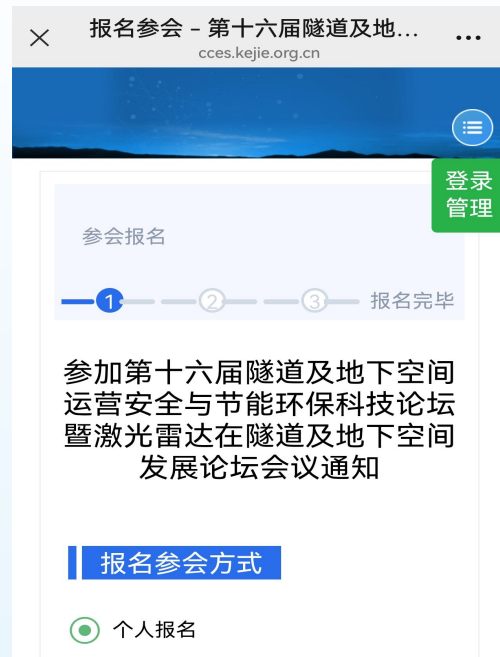 报名参会 – 第十六届隧道及地...
cces.kejie.org.cn
登录
管理
参会报名
1
2
3
报名完毕
参加第十六届隧道及地下空间
运营安全与节能环保科技论坛
暨激光雷达在隧道及地下空间
发展论坛会议通知
报名参会方式
个人报名